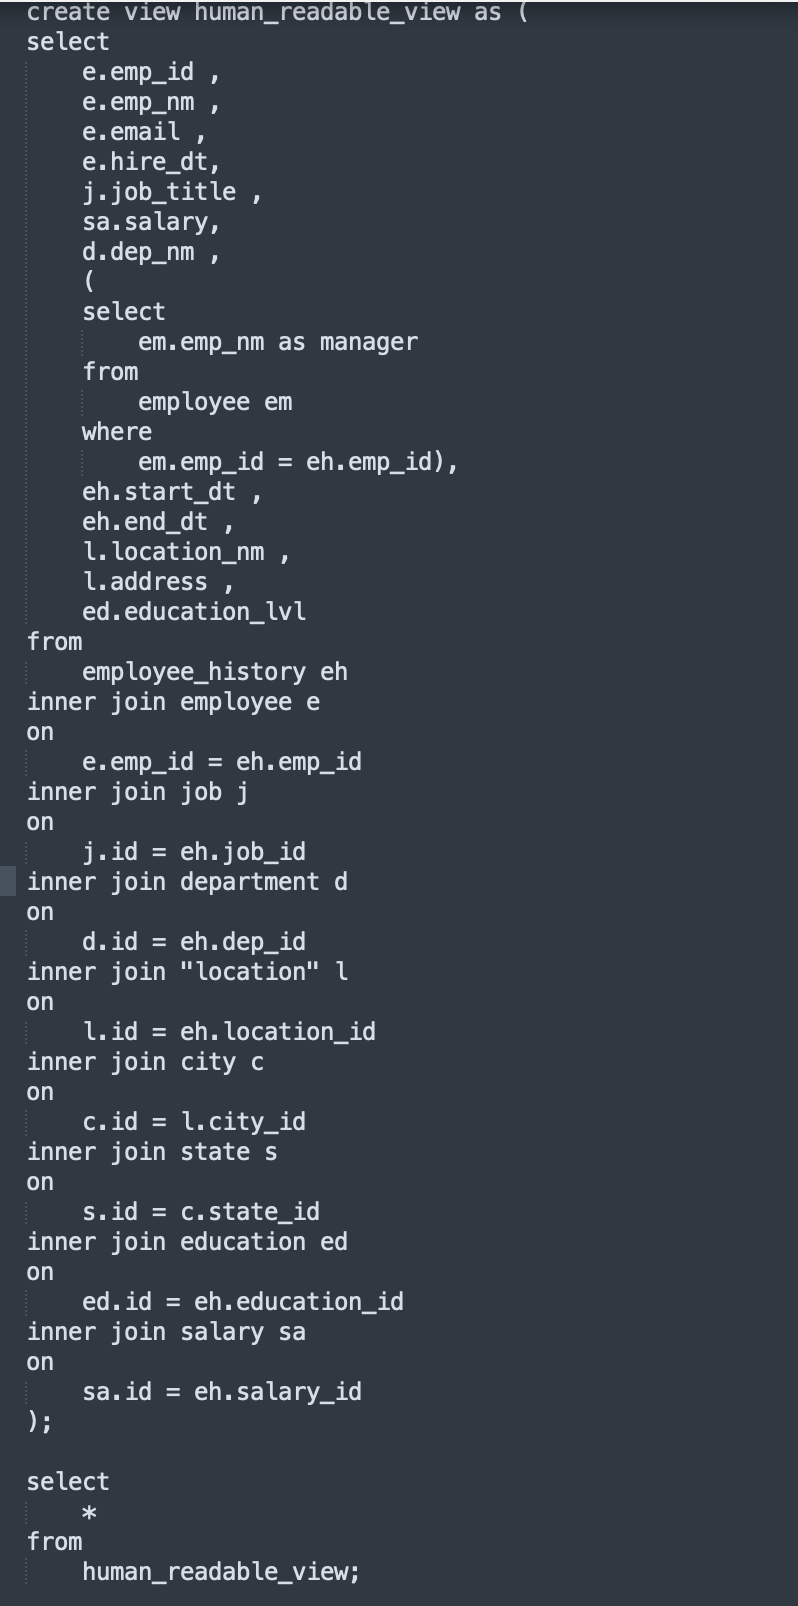 create view human_readable_view as (
select
    e.emp_id ,
    e.emp_nm ,
    e.email ,
    e.hire_dt,
    j.job_title ,
    sa.salary,
    d.dep_nm ,
    (
    select
        em.emp_nm as manager
    from
        employee em
    where
        em.emp_id = eh.emp_id),
    eh.start_dt ,
    eh.end_dt ,
    l.location_nm ,
    l.address ,
    ed.education_lvl
from
    employee_history eh
inner join employee e
on
    e.emp_id = eh.emp_id
inner join job j
on
    j.id = eh.job_id
inner join department d
on
    d.id = eh.dep_id
inner join "location" l
on
    l.id = eh.location_id
inner join city c
on
    c.id = l.city_id
inner join state s
on
    s.id = c.state_id
inner join education ed
on
    ed.id = eh.education_id
inner join salary sa
on
    sa.id = eh.salary_id
);

select
    *
from
    human_readable_view;